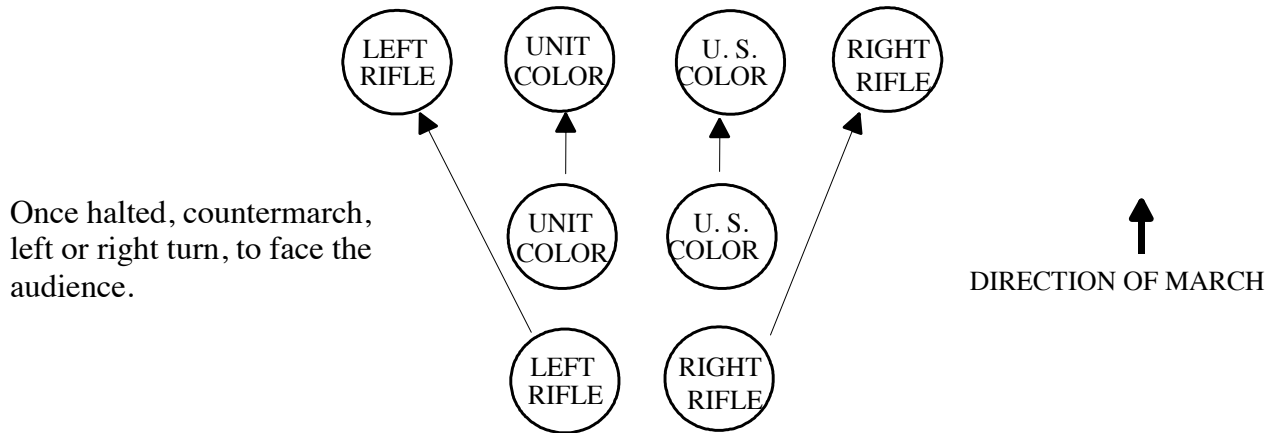 LEFT
RIFLE
UNIT
COLOR
U. S.
COLOR
RIGHT
RIFLE
Once halted, countermarch,
left or right turn, to face the
audience.
UNIT
COLOR
U. S.
COLOR
DIRECTION OF MARCH
LEFT
RIFLE
RIGHT
RIFLE